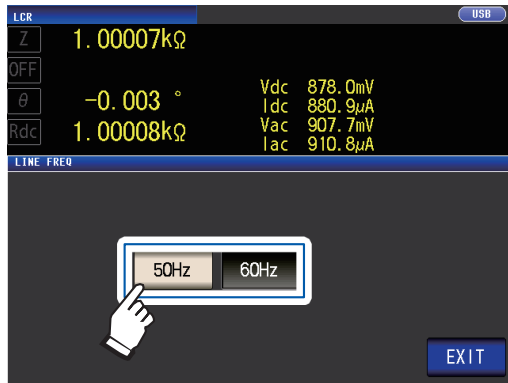 LCR USB
Z 1.00007kΩ
OFF
θ -0.003 °
Rdc 1.00008kΩ
Vdc 878.0mV
Idc 880.9μA
Vac 907.7mV
Iac 910.8μA
LINE FREQ
50Hz 60Hz
EXIT